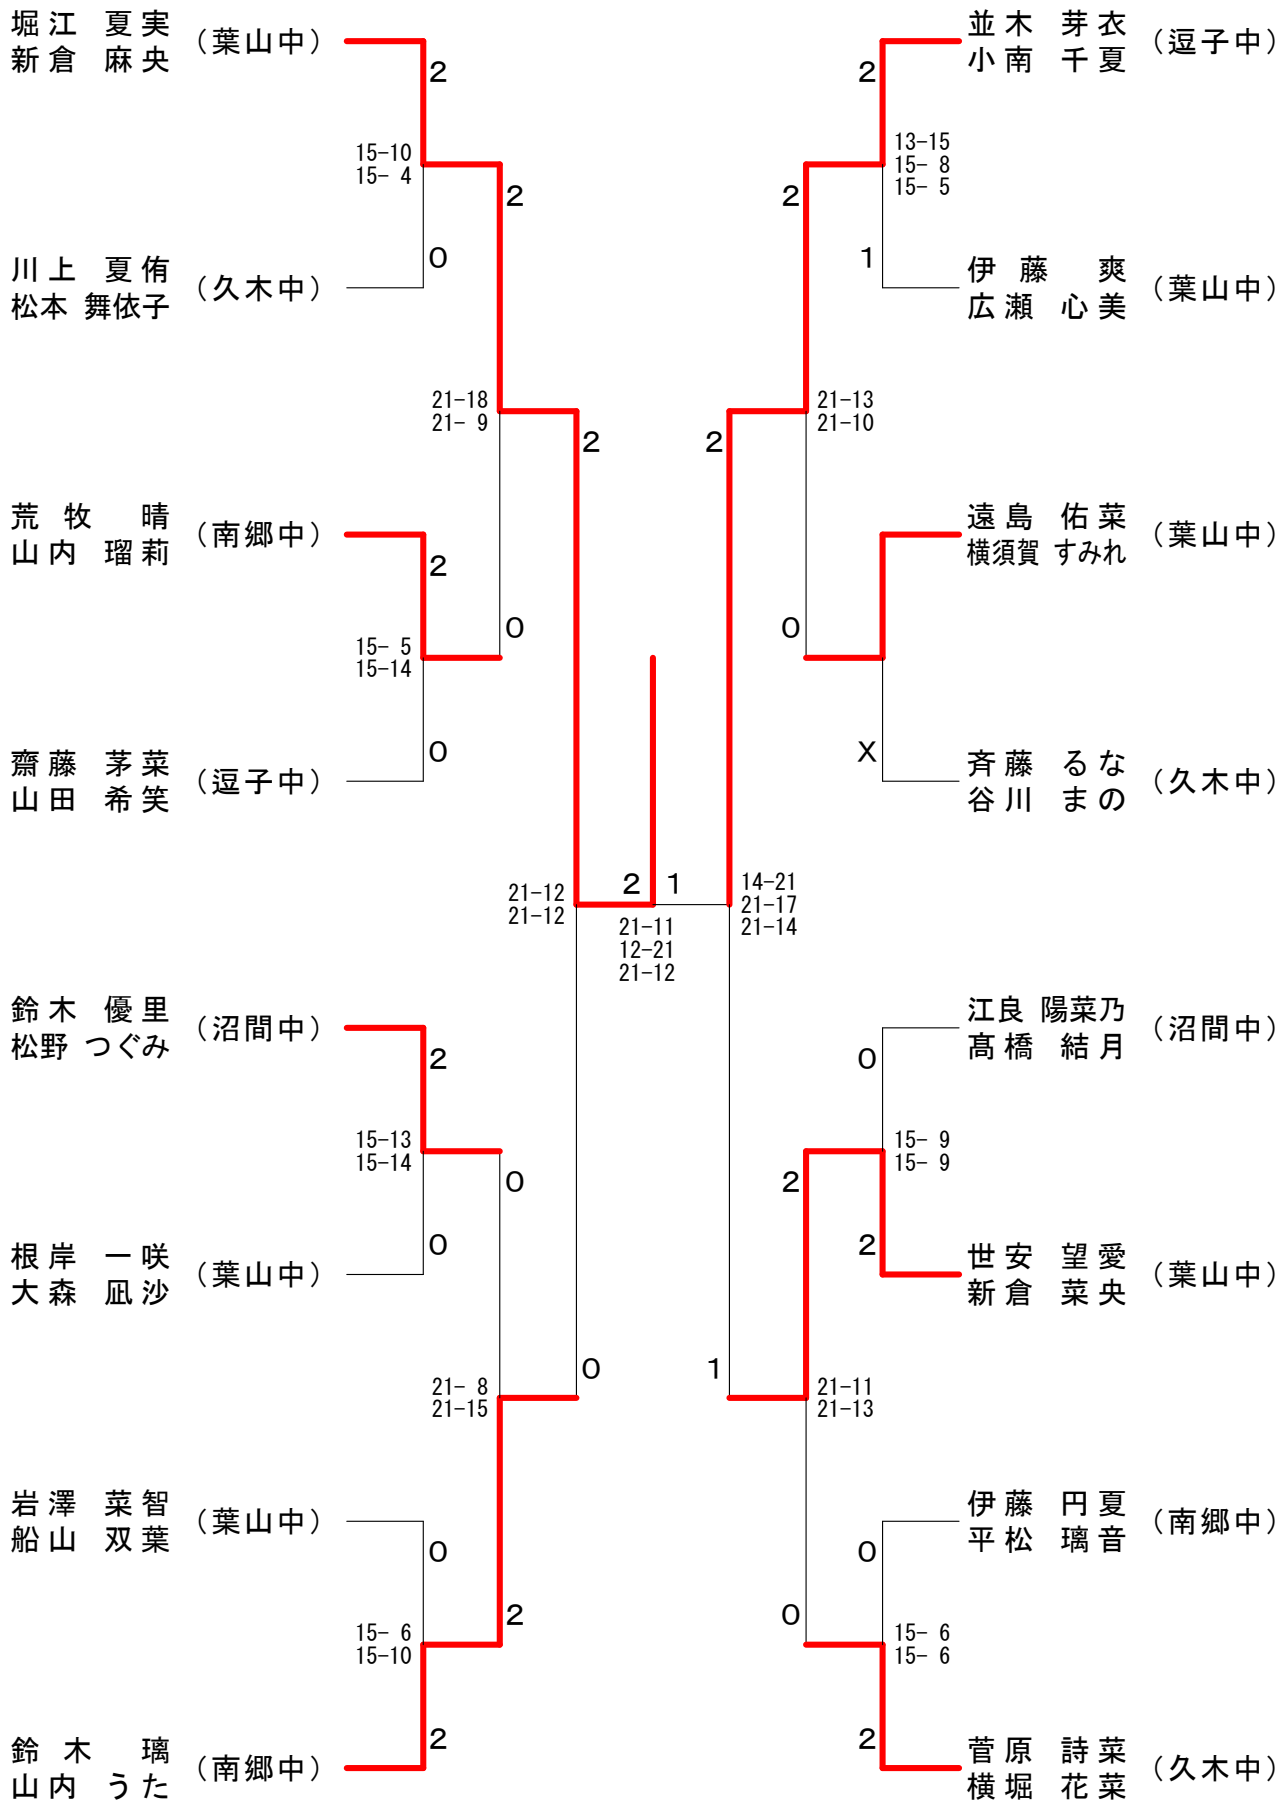 堀江 夏実
新倉 麻央
（葉山中）
2
15-10
15- 4
2
0
川上 夏侑
松本 舞依子
（久木中）
21-18
21- 9
2
荒牧 晴
山内 瑠莉
（南郷中）
2
15- 5
15-14
0
0
齋藤 茅菜
山田 希笑
（逗子中）
21-12
21-12
鈴木 優里
松野 つぐみ
（沼間中）
2
15-13
15-14
0
0
根岸 一咲
大森 凪沙
（葉山中）
21- 8
21-15
0
岩澤 菜智
船山 双葉
（葉山中）
0
15- 6
15-10
2
2
鈴木 璃
山内 うた
（南郷中）
2
1
21-11
12-21
21-12
並木 芽衣
小南 千夏
（逗子中）
2
13-15
15- 8
15- 5
2
1
伊藤 爽
広瀬 心美
（葉山中）
21-13
21-10
2
遠島 佑菜
横須賀 すみれ
（葉山中）
0
X
斉藤 るな
谷川 まの
（久木中）
14-21
21-17
21-14
江良 陽菜乃
髙橋 結月
（沼間中）
0
15- 9
15- 9
2
2
世安 望愛
新倉 菜央
（葉山中）
1
21-11
21-13
伊藤 円夏
平松 璃音
（南郷中）
0
15- 6
15- 6
0
2
菅原 詩菜
横堀 花菜
（久木中）